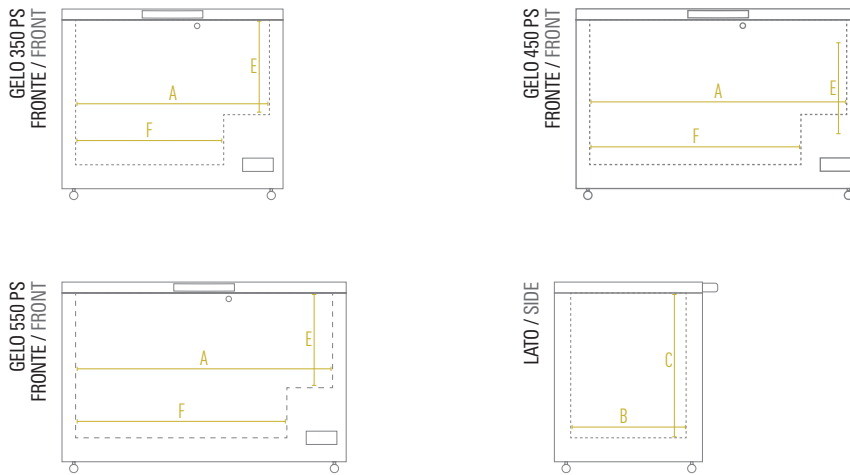 GELO 350 PS
FRONTE / FRONT
E
A
F
GELO 450 PS
FRONTE / FRONT
E
A
F
GELO 550 PS
FRONTE / FRONT
E
A
F
LATO / SIDE
C
B